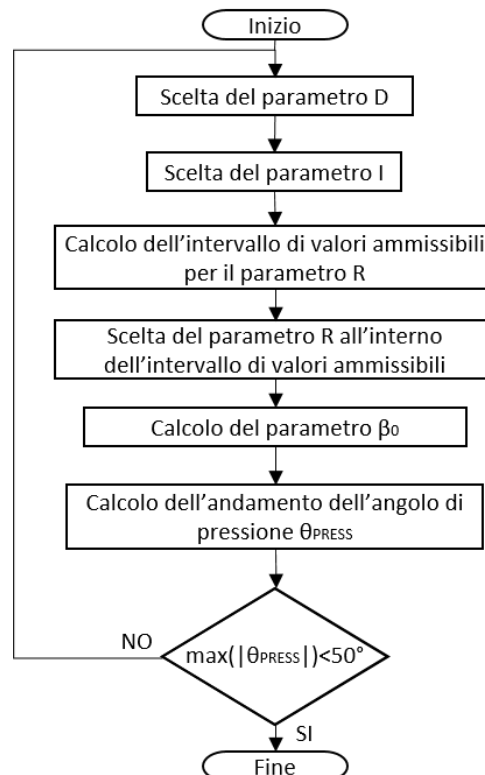 Inizio
Scelta del parametro D
Scelta del parametro I
Calcolo dell'intervallo di valori ammissibili
per il parametro R
Scelta del parametro R all'interno
dell'intervallo di valori ammissibili
Calcolo del parametro β₀
Calcolo dell'andamento dell'angolo di
pressione θPRESS
NO
max(|θPRESS|)<50°
SI
Fine